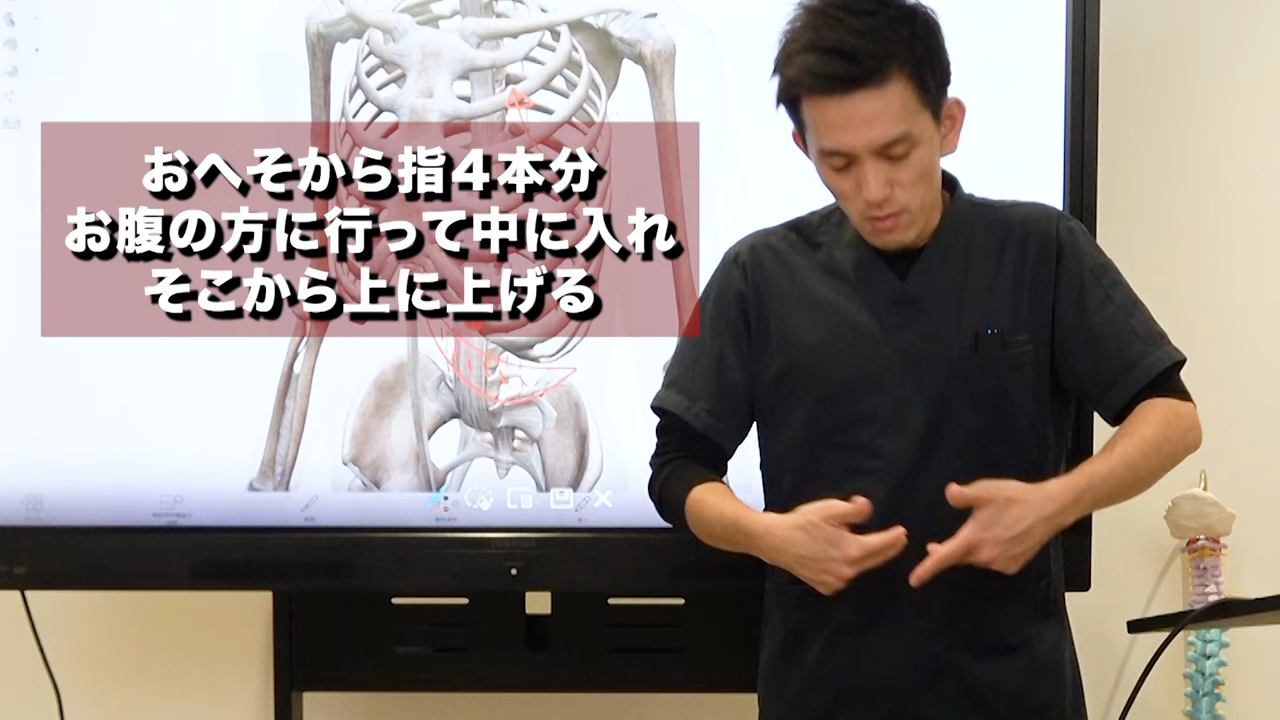 おへそから指４本分
お腹の方に行って中に入れ
そこから上に上げる